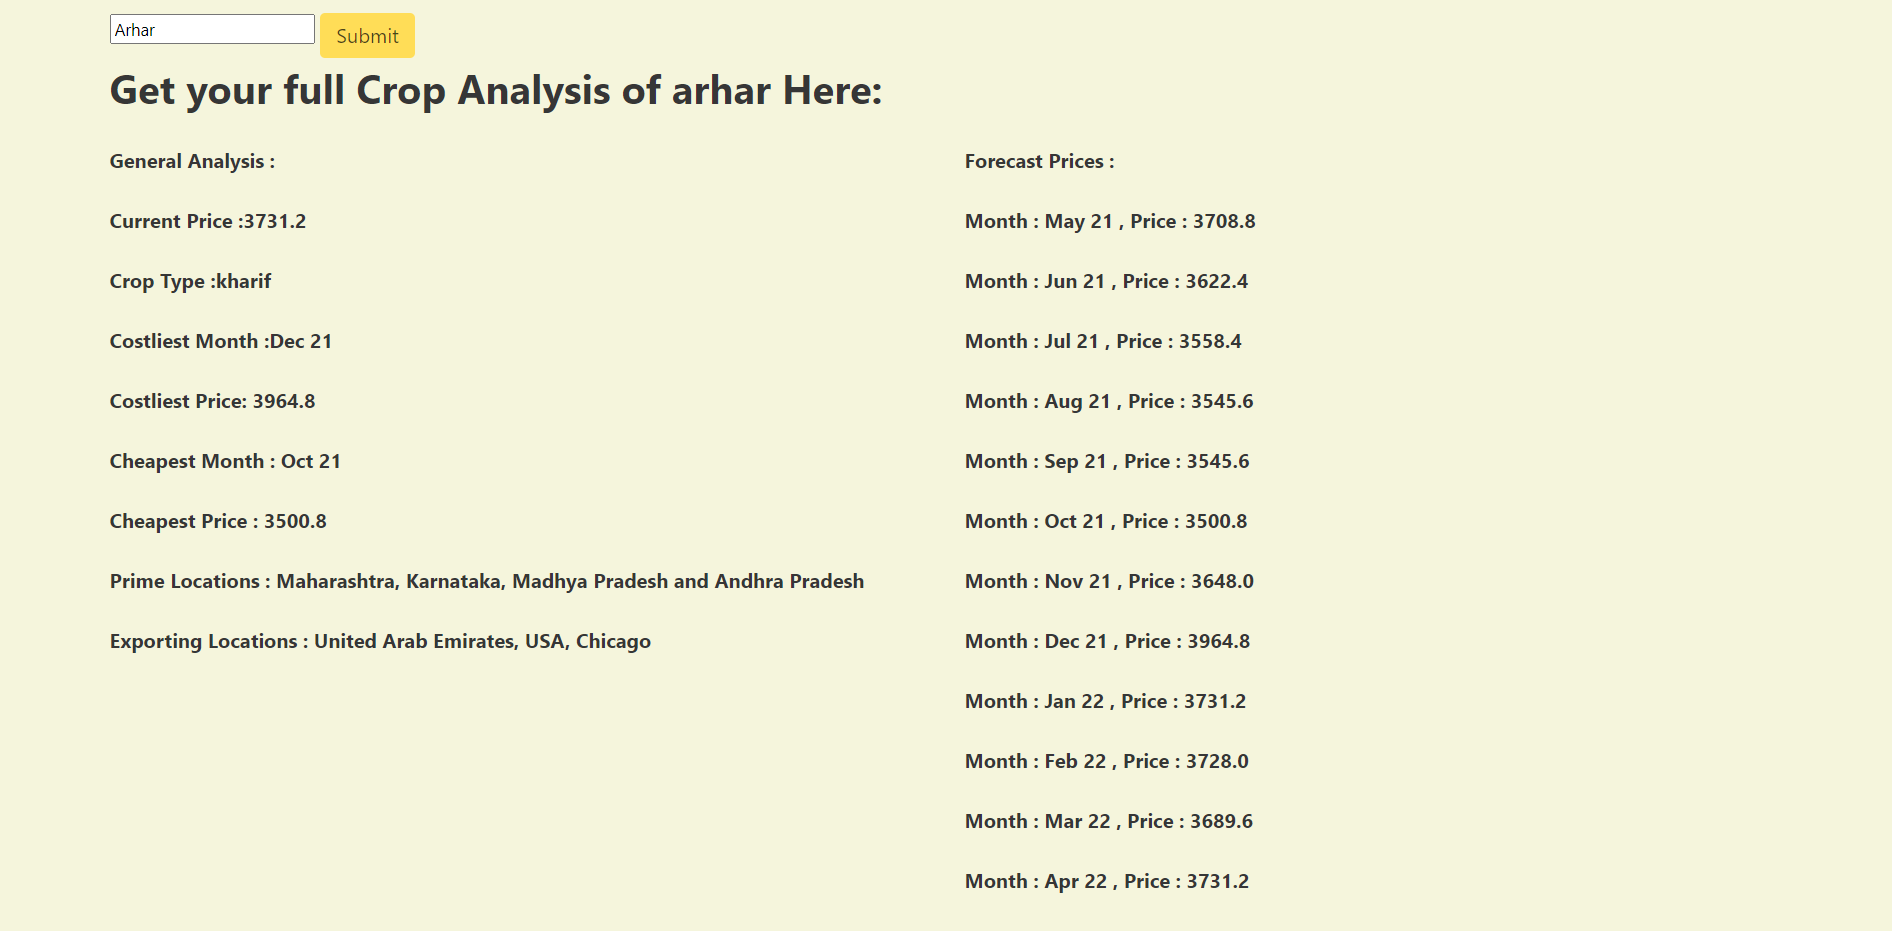 Arhar
Submit
Get your full Crop Analysis of arhar Here:
General Analysis :
Current Price :3731.2
Crop Type :kharif
Costliest Month :Dec 21
Costliest Price: 3964.8
Cheapest Month : Oct 21
Cheapest Price : 3500.8
Prime Locations : Maharashtra, Karnataka, Madhya Pradesh and Andhra Pradesh
Exporting Locations : United Arab Emirates, USA, Chicago
Forecast Prices :
Month : May 21 , Price : 3708.8
Month : Jun 21 , Price : 3622.4
Month : Jul 21 , Price : 3558.4
Month : Aug 21 , Price : 3545.6
Month : Sep 21 , Price : 3545.6
Month : Oct 21 , Price : 3500.8
Month : Nov 21 , Price : 3648.0
Month : Dec 21 , Price : 3964.8
Month : Jan 22 , Price : 3731.2
Month : Feb 22 , Price : 3728.0
Month : Mar 22 , Price : 3689.6
Month : Apr 22 , Price : 3731.2